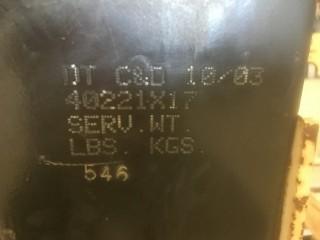 DT C&D 10/03
40221X17
SERV.WT.
LBS. KGS.
546